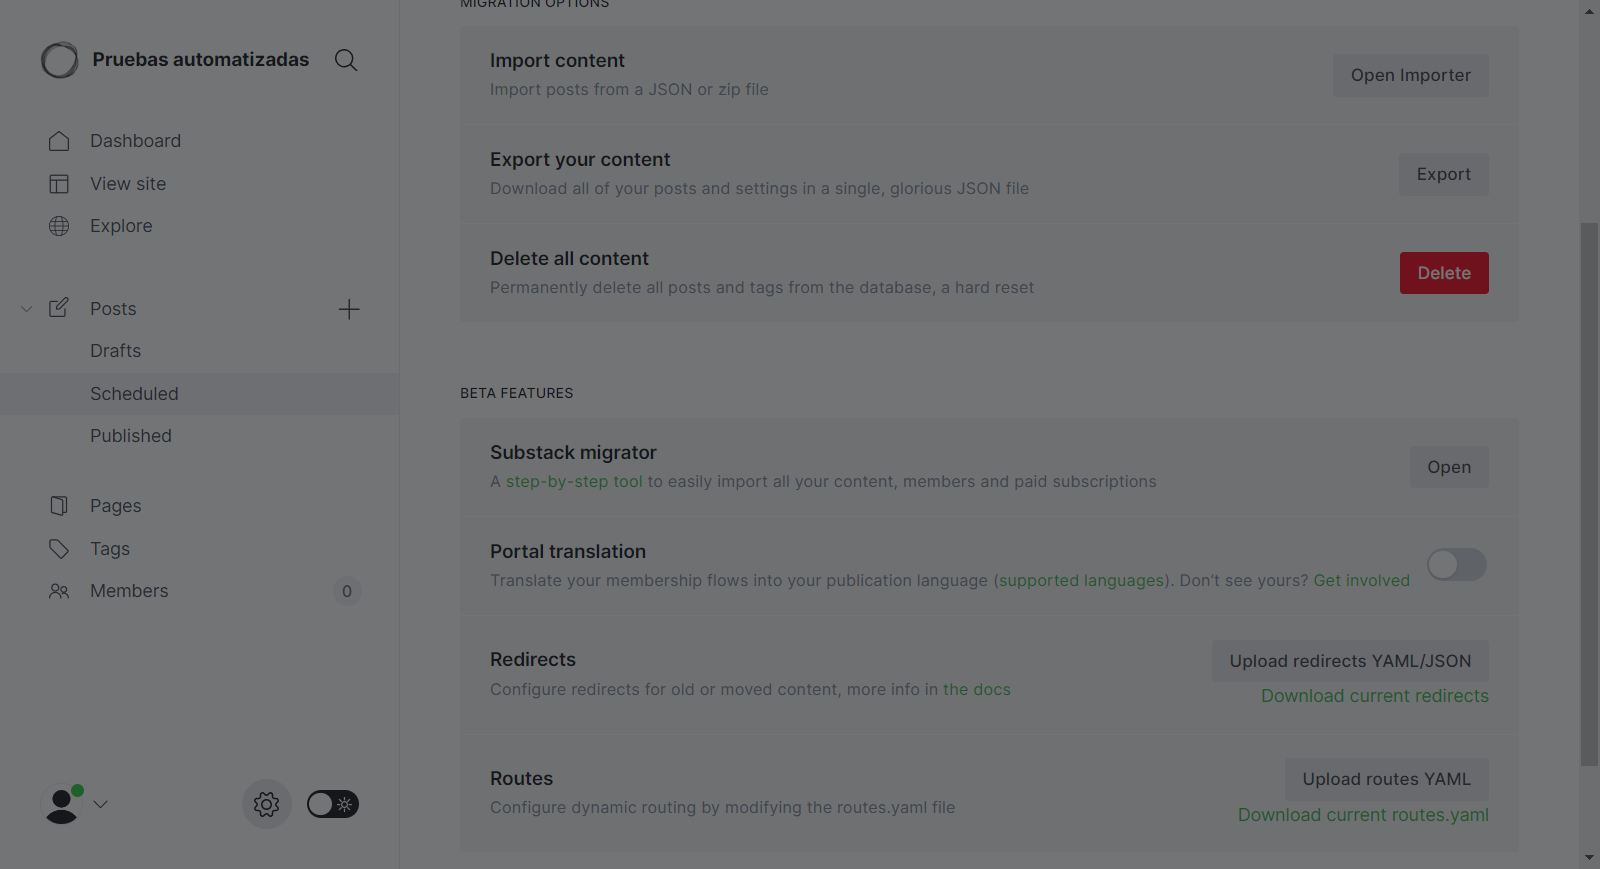 Pruebas automatizadas
Dashboard
View site
Explore
Posts
Drafts
Scheduled
Published
Pages
Tags
Members
0
MIGRATION OPTIONS
Import content
Import posts from a JSON or zip file
Open Importer
Export your content
Download all of your posts and settings in a single, glorious JSON file
Export
Delete all content
Permanently delete all posts and tags from the database, a hard reset
Delete
BETA FEATURES
Substack migrator
A step-by-step tool to easily import all your content, members and paid subscriptions
Open
Portal translation
Translate your membership flows into your publication language (supported languages). Don't see yours? Get involved
Redirects
Configure redirects for old or moved content, more info in the docs
Upload redirects YAML/JSON
Download current redirects
Routes
Configure dynamic routing by modifying the routes.yaml file
Upload routes YAML
Download current routes.yaml